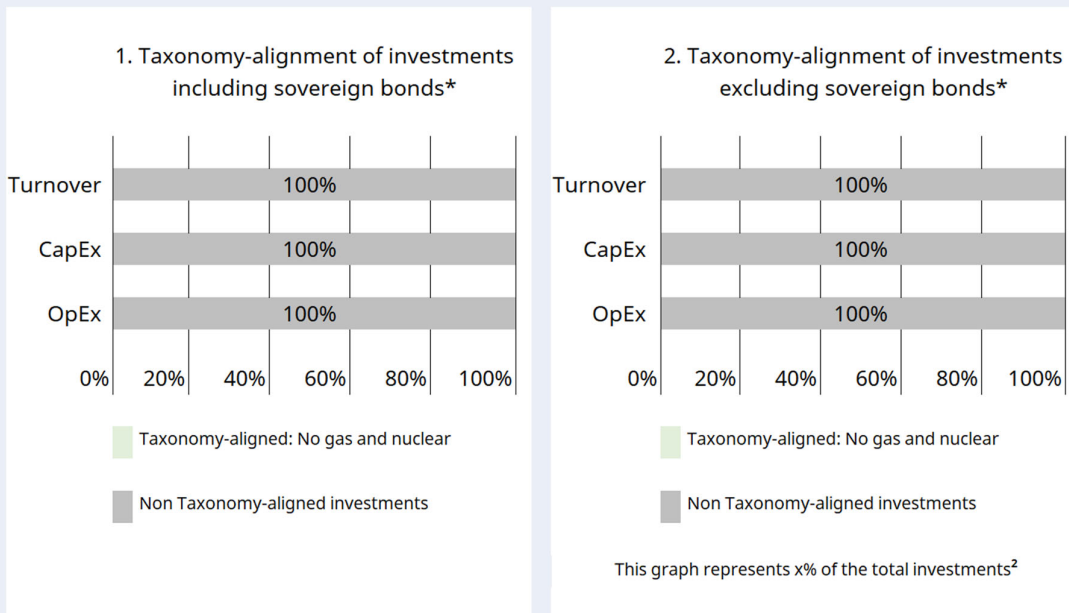 1. Taxonomy-alignment of investments
including sovereign bonds*
Turnover 100%
CapEx 100%
OpEx 100%
0% 20% 40% 60% 80% 100%
Taxonomy-aligned: No gas and nuclear
Non Taxonomy-aligned investments
2. Taxonomy-alignment of investments
excluding sovereign bonds*
Turnover 100%
CapEx 100%
OpEx 100%
0% 20% 40% 60% 80% 100%
Taxonomy-aligned: No gas and nuclear
Non Taxonomy-aligned investments
This graph represents x% of the total investments²